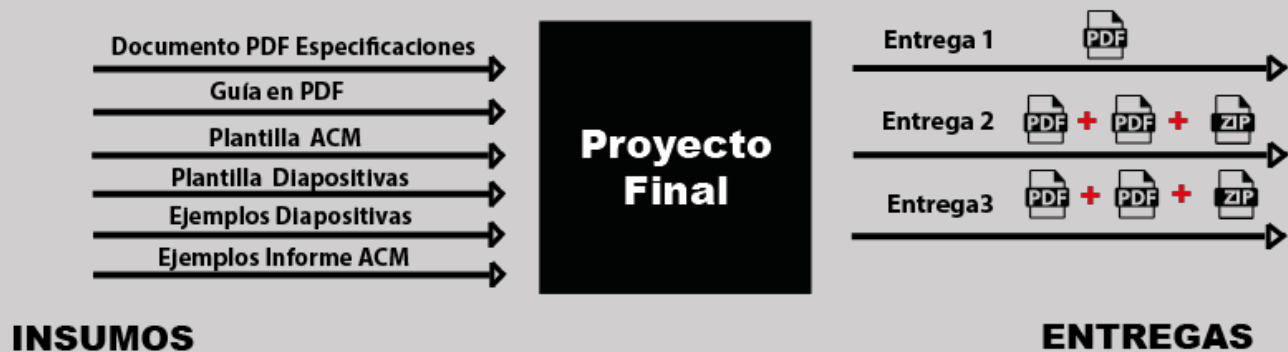 Documento PDF Especificaciones
Guía en PDF
Plantilla ACM
Plantilla Diapositivas
Ejemplos Diapositivas
Ejemplos Informe ACM
INSUMOS
Proyecto
Final
Entrega 1 PDF
Entrega 2 PDF + PDF + ZIP
Entrega3 PDF + PDF + ZIP
ENTREGAS